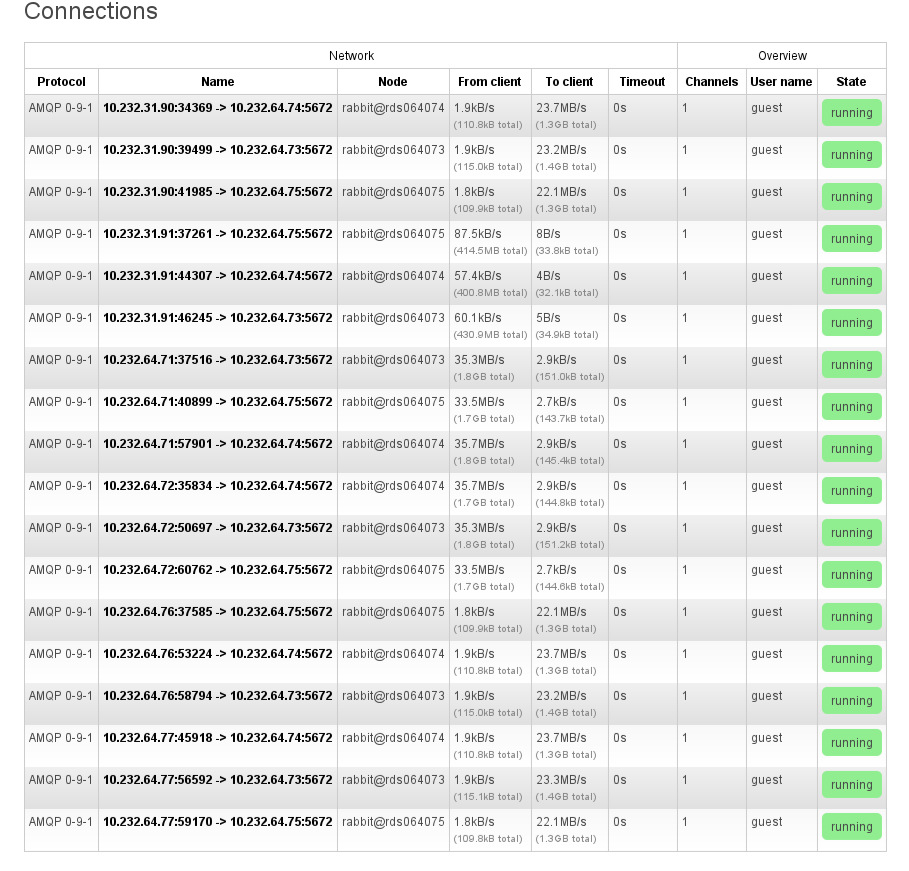 Connections
Network Overview
Protocol Name Node From client To client Timeout Channels User name State
AMQP 0-9-1 10.232.31.90:34369 -> 10.232.64.74:5672 rabbit@rds064074 1.9kB/s 23.7MB/s 0s 1 guest running
(110.8kB total) (1.3GB total)
AMQP 0-9-1 10.232.31.90:39499 -> 10.232.64.73:5672 rabbit@rds064073 1.9kB/s 23.2MB/s 0s 1 guest running
(115.0kB total) (1.4GB total)
AMQP 0-9-1 10.232.31.90:41985 -> 10.232.64.75:5672 rabbit@rds064075 1.8kB/s 22.1MB/s 0s 1 guest running
(109.9kB total) (1.3GB total)
AMQP 0-9-1 10.232.31.91:37261 -> 10.232.64.75:5672 rabbit@rds064075 87.5kB/s 8B/s 0s 1 guest running
(414.5MB total) (33.8kB total)
AMQP 0-9-1 10.232.31.91:44307 -> 10.232.64.74:5672 rabbit@rds064074 57.4kB/s 4B/s 0s 1 guest running
(400.8MB total) (32.1kB total)
AMQP 0-9-1 10.232.31.91:46245 -> 10.232.64.73:5672 rabbit@rds064073 60.1kB/s 5B/s 0s 1 guest running
(430.9MB total) (34.9kB total)
AMQP 0-9-1 10.232.64.71:37516 -> 10.232.64.73:5672 rabbit@rds064073 35.3MB/s 2.9kB/s 0s 1 guest running
(1.8GB total) (151.0kB total)
AMQP 0-9-1 10.232.64.71:40899 -> 10.232.64.75:5672 rabbit@rds064075 33.5MB/s 2.7kB/s 0s 1 guest running
(1.7GB total) (143.7kB total)
AMQP 0-9-1 10.232.64.71:57901 -> 10.232.64.74:5672 rabbit@rds064074 35.7MB/s 2.9kB/s 0s 1 guest running
(1.8GB total) (145.4kB total)
AMQP 0-9-1 10.232.64.72:35834 -> 10.232.64.74:5672 rabbit@rds064074 35.7MB/s 2.9kB/s 0s 1 guest running
(1.7GB total) (144.8kB total)
AMQP 0-9-1 10.232.64.72:50697 -> 10.232.64.73:5672 rabbit@rds064073 35.3MB/s 2.9kB/s 0s 1 guest running
(1.8GB total) (151.2kB total)
AMQP 0-9-1 10.232.64.72:60762 -> 10.232.64.75:5672 rabbit@rds064075 33.5MB/s 2.7kB/s 0s 1 guest running
(1.7GB total) (144.6kB total)
AMQP 0-9-1 10.232.64.76:37585 -> 10.232.64.75:5672 rabbit@rds064075 1.8kB/s 22.1MB/s 0s 1 guest running
(109.9kB total) (1.3GB total)
AMQP 0-9-1 10.232.64.76:53224 -> 10.232.64.74:5672 rabbit@rds064074 1.9kB/s 23.7MB/s 0s 1 guest running
(110.8kB total) (1.3GB total)
AMQP 0-9-1 10.232.64.76:58794 -> 10.232.64.73:5672 rabbit@rds064073 1.9kB/s 23.2MB/s 0s 1 guest running
(115.0kB total) (1.4GB total)
AMQP 0-9-1 10.232.64.77:45918 -> 10.232.64.74:5672 rabbit@rds064074 1.9kB/s 23.7MB/s 0s 1 guest running
(110.8kB total) (1.3GB total)
AMQP 0-9-1 10.232.64.77:56592 -> 10.232.64.73:5672 rabbit@rds064073 1.9kB/s 23.3MB/s 0s 1 guest running
(115.1kB total) (1.4GB total)
AMQP 0-9-1 10.232.64.77:59170 -> 10.232.64.75:5672 rabbit@rds064075 1.8kB/s 22.1MB/s 0s 1 guest running
(109.8kB total) (1.3GB total)